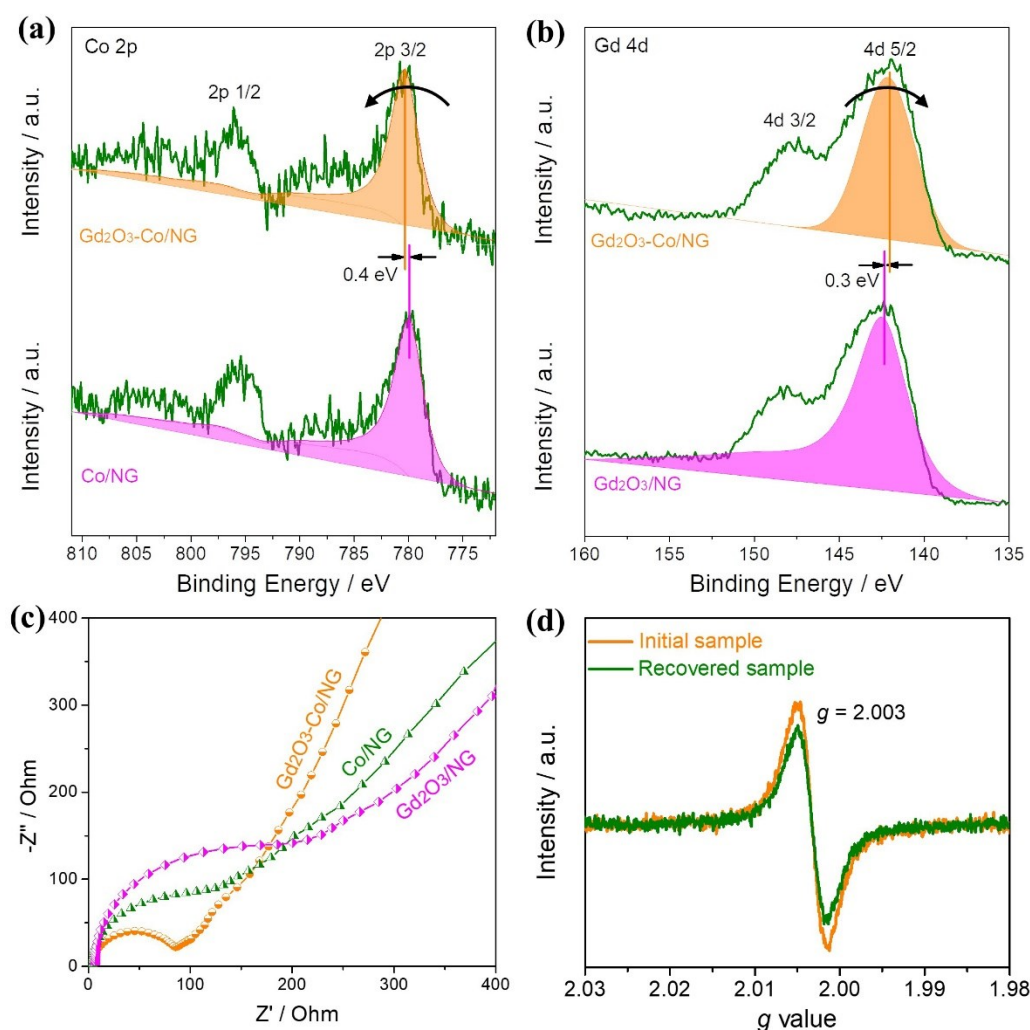 (a)
Co 2p
2p 3/2
2p 1/2
Gd₂O₃-Co/NG
0.4 eV
Co/NG
Intensity / a.u.
Intensity / a.u.
810 805 800 795 790 785 780 775
Binding Energy / eV
(b)
Gd 4d
4d 5/2
4d 3/2
Gd₂O₃-Co/NG
0.3 eV
Gd₂O₃/NG
Intensity / a.u.
Intensity / a.u.
160 155 150 145 140 135
Binding Energy / eV
(c)
400
300
200
100
0
-Z" / Ohm
Gd₂O₃-Co/NG
Co/NG
Gd₂O₃/NG
0 100 200 300 400
Z' / Ohm
(d)
Initial sample
Recovered sample
g = 2.003
Intensity / a.u.
2.03 2.02 2.01 2.00 1.99 1.98
g value